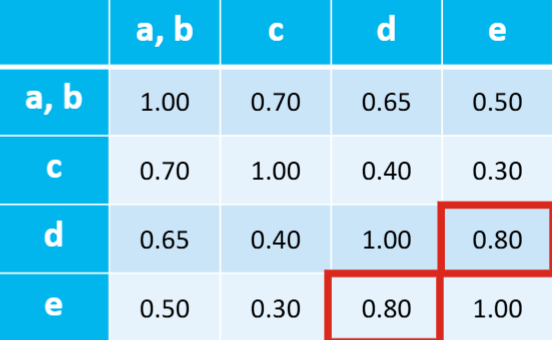 a, b c d e
a, b 1.00 0.70 0.65 0.50
c 0.70 1.00 0.40 0.30
d 0.65 0.40 1.00 0.80
e 0.50 0.30 0.80 1.00